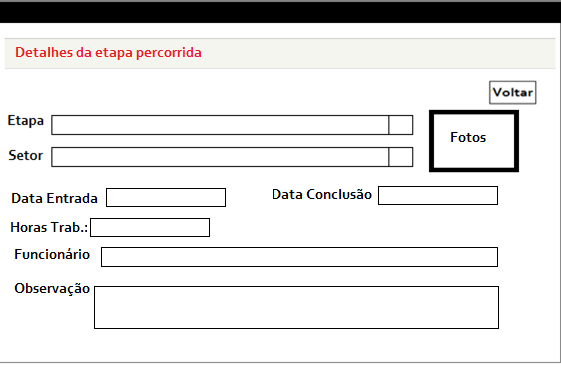 Detalhes da etapa percorrida
Voltar
Etapa
Fotos
Setor
Data Entrada
Data Conclusão
Horas Trab.:
Funcionário
Observação